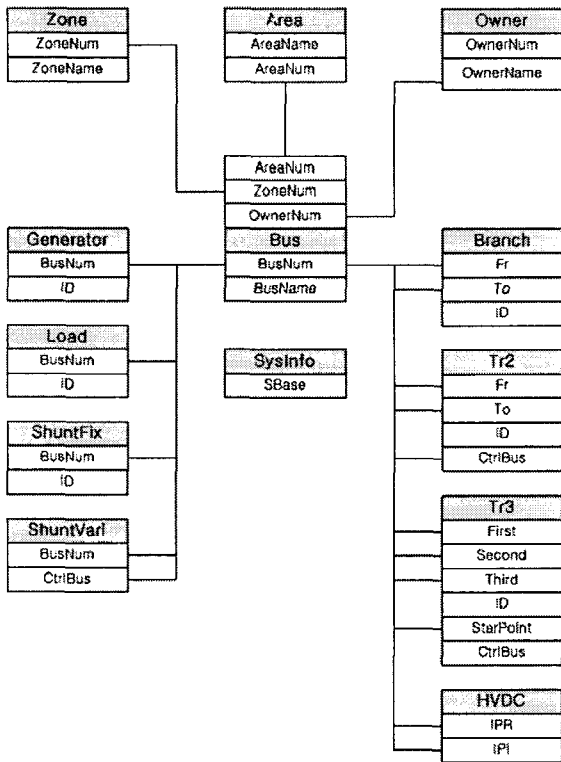 Zone
ZoneNum
ZoneName
Area
AreaName
AreaNum
Owner
OwnerNum
OwnerName
AreaNum
ZoneNum
OwnerNum
Bus
BusNum
BusName
Generator
BusNum
ID
Load
BusNum
ID
ShuntFix
BusNum
ID
ShuntVari
BusNum
CtrlBus
SysInfo
SBase
Branch
Fr
To
ID
Tr2
Fr
To
ID
CtrlBus
Tr3
First
Second
Third
ID
StarPoint
CtrlBus
HVDC
IPR
IPI